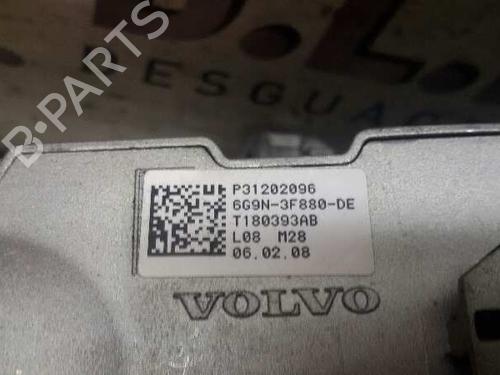 B·PARTS
D.L.
DESGUAC
P31202096
6G9N-3F880-DE
T180393AB
L08 M28
06.02.08
VOLVO